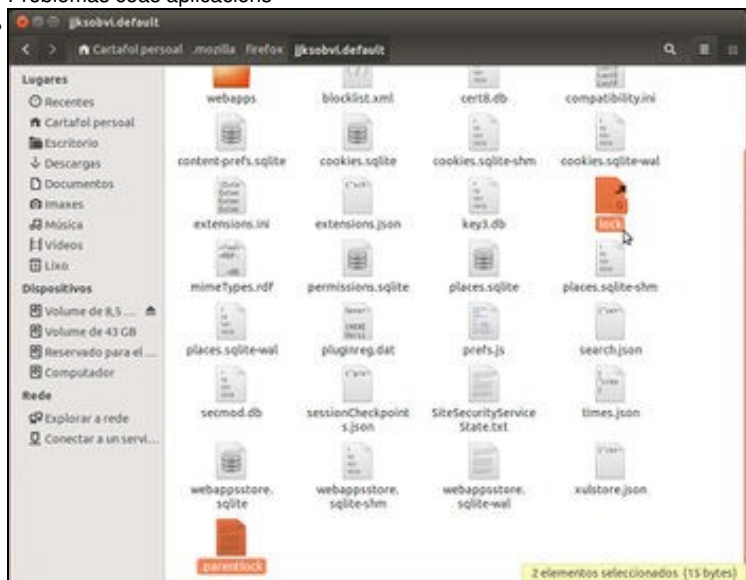 Problemas coas aplicacións
jjksobvi.default
Cartafol persoal .mozilla firefox jjksobvi.default
Lugares
Recentes
Cartafol persoal
Escritorio
Descargas
Documentos
Imaxes
Música
Vídeos
Lixo
Dispositivos
Volume de 8,5 ...
Volume de 43 GB
Reservado para el ...
Computador
Rede
Explorar a rede
Conectar a un servi...
webapps blocklist.xml cert8.db compatibility.ini
content-prefs.sqlite cookies.sqlite cookies.sqlite-shm cookies.sqlite-wal
extensions.ini extensions.json key3.db lock
mimeTypes.rdf permissions.sqlite places.sqlite places.sqlite-shm
places.sqlite-wal pluginreg.dat prefs.js search.json
secmod.db sessionCheckpoint SiteSecurityService times.json
s.json State.txt
webappsstore. webappsstore. webappsstore. xulstore.json
sqlite sqlite-shm sqlite-wal
.parentlock
2 elementos seleccionados (15 bytes)